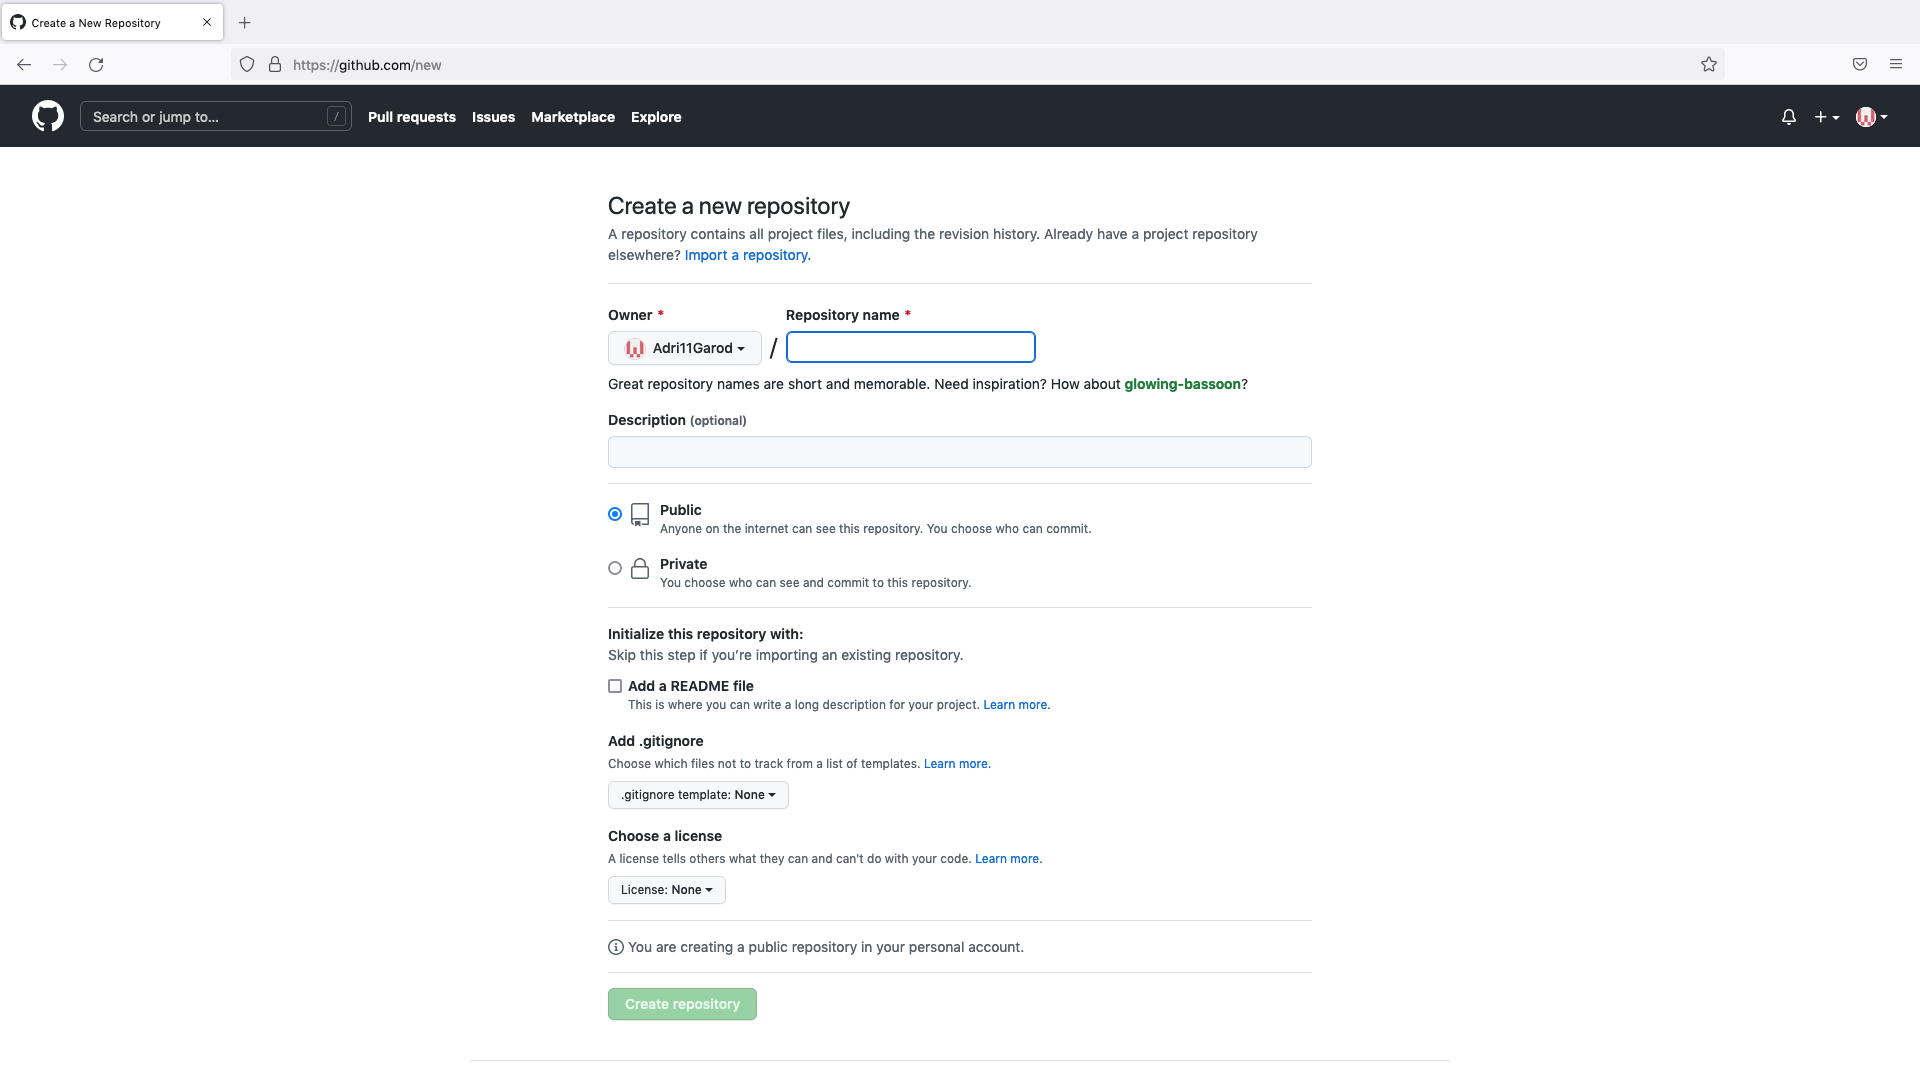 Create a New Repository
https://github.com/new
Search or jump to... /
Pull requests Issues Marketplace Explore
Create a new repository
A repository contains all project files, including the revision history. Already have a project repository
elsewhere? Import a repository.
Owner * Repository name *
Adri11Garod /
Great repository names are short and memorable. Need inspiration? How about glowing-bassoon?
Description (optional)
Public
Anyone on the internet can see this repository. You choose who can commit.
Private
You choose who can see and commit to this repository.
Initialize this repository with:
Skip this step if you’re importing an existing repository.
Add a README file
This is where you can write a long description for your project. Learn more.
Add .gitignore
Choose which files not to track from a list of templates. Learn more.
.gitignore template: None
Choose a license
A license tells others what they can and can't do with your code. Learn more.
License: None
You are creating a public repository in your personal account.
Create repository